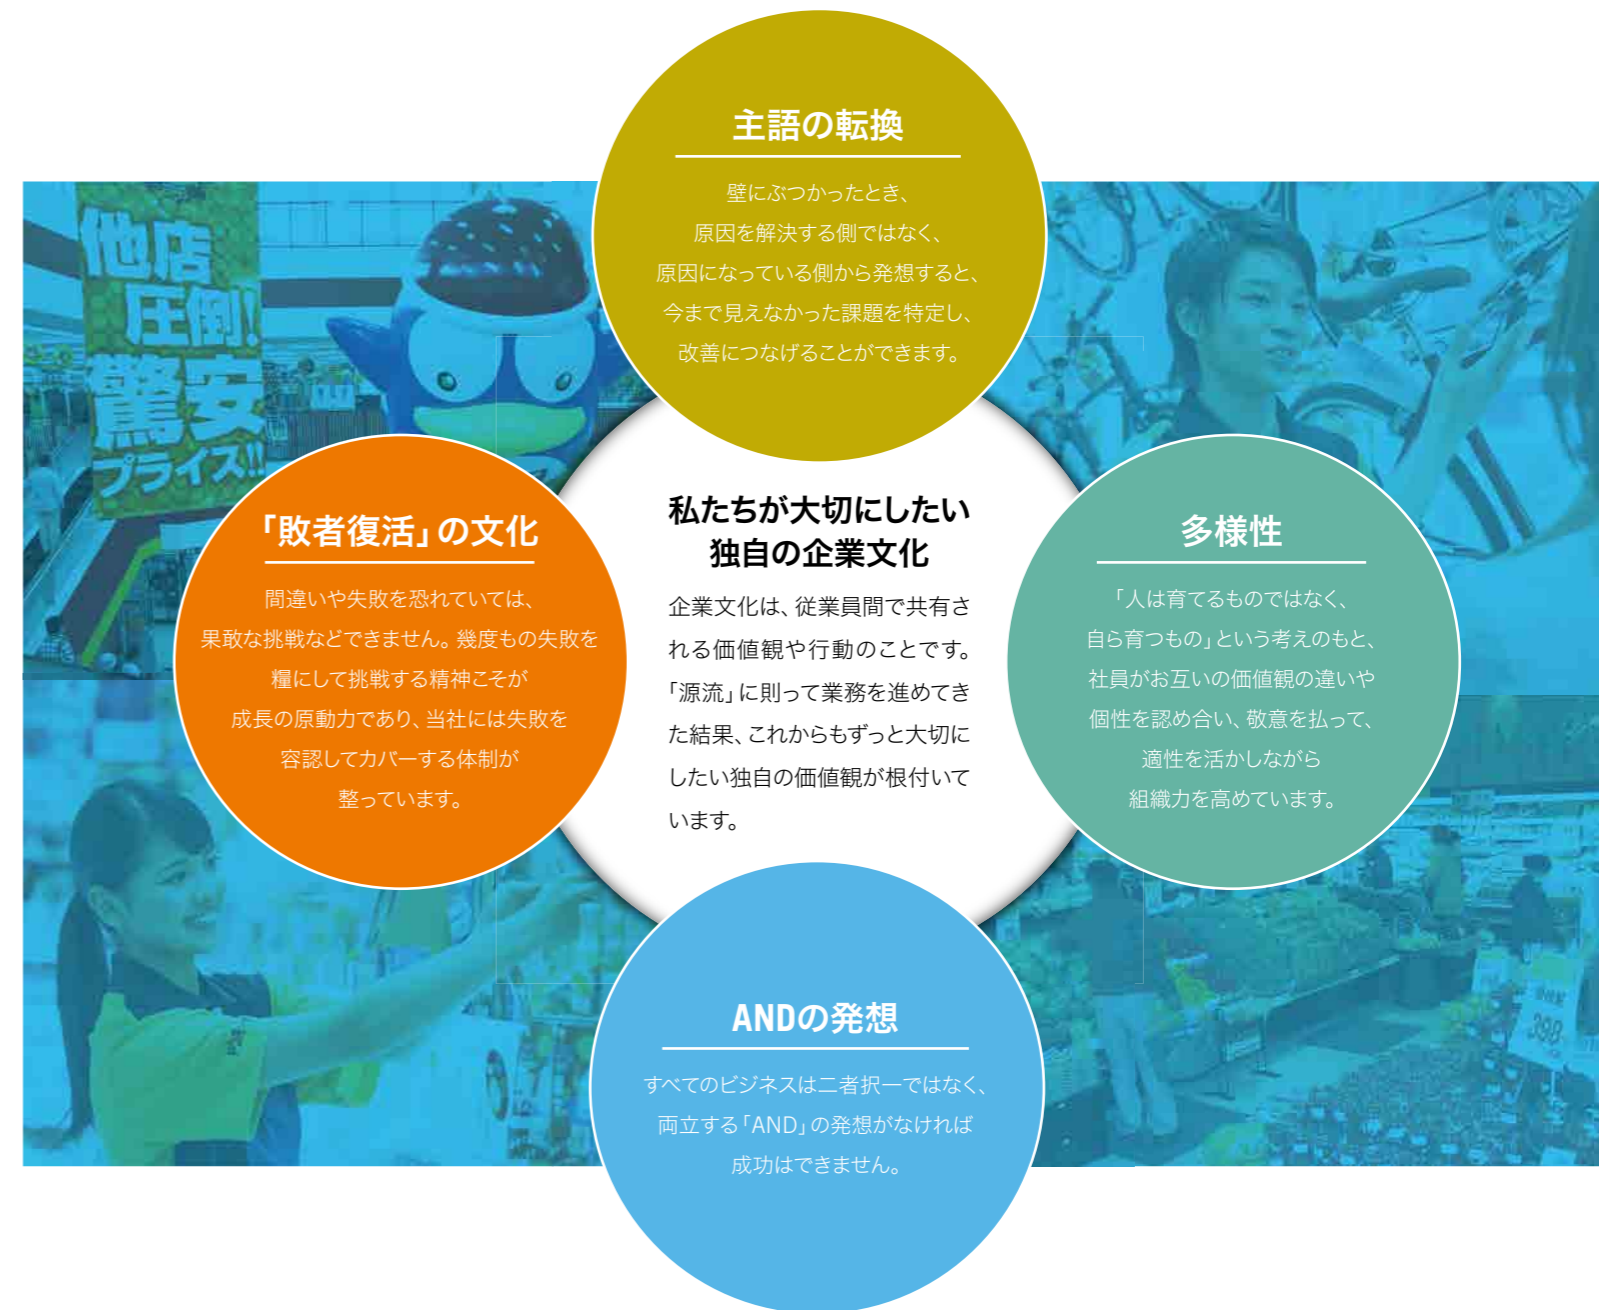 主語の転換
壁にぶつかったとき、
原因を解決する側ではなく、
原因になっている側から発想すると、
今まで見えなかった課題を特定し、
改善につなげることができます。
他店
圧倒!
驚安
プライス!!
「敗者復活」の文化
間違いや失敗を恐れていては、
果敢な挑戦などできません。幾度もの失敗を
糧にして挑戦する精神こそが
成長の原動力であり、当社には失敗を
容認してカバーする体制が
整っています。
私たちが大切にしたい
独自の企業文化
企業文化は、従業員間で共有さ
れる価値観や行動のことです。
「源流」に則って業務を進めてき
た結果、これからもずっと大切に
したい独自の価値観が根付いて
います。
多様性
「人は育てるものではなく、
自ら育つもの」という考えのもと、
社員がお互いの価値観の違いや
個性を認め合い、敬意を払って、
適性を活かしながら
組織力を高めています。
ANDの発想
すべてのビジネスは二者択一ではなく、
両立する「AND」の発想がなければ
成功はできません。
398